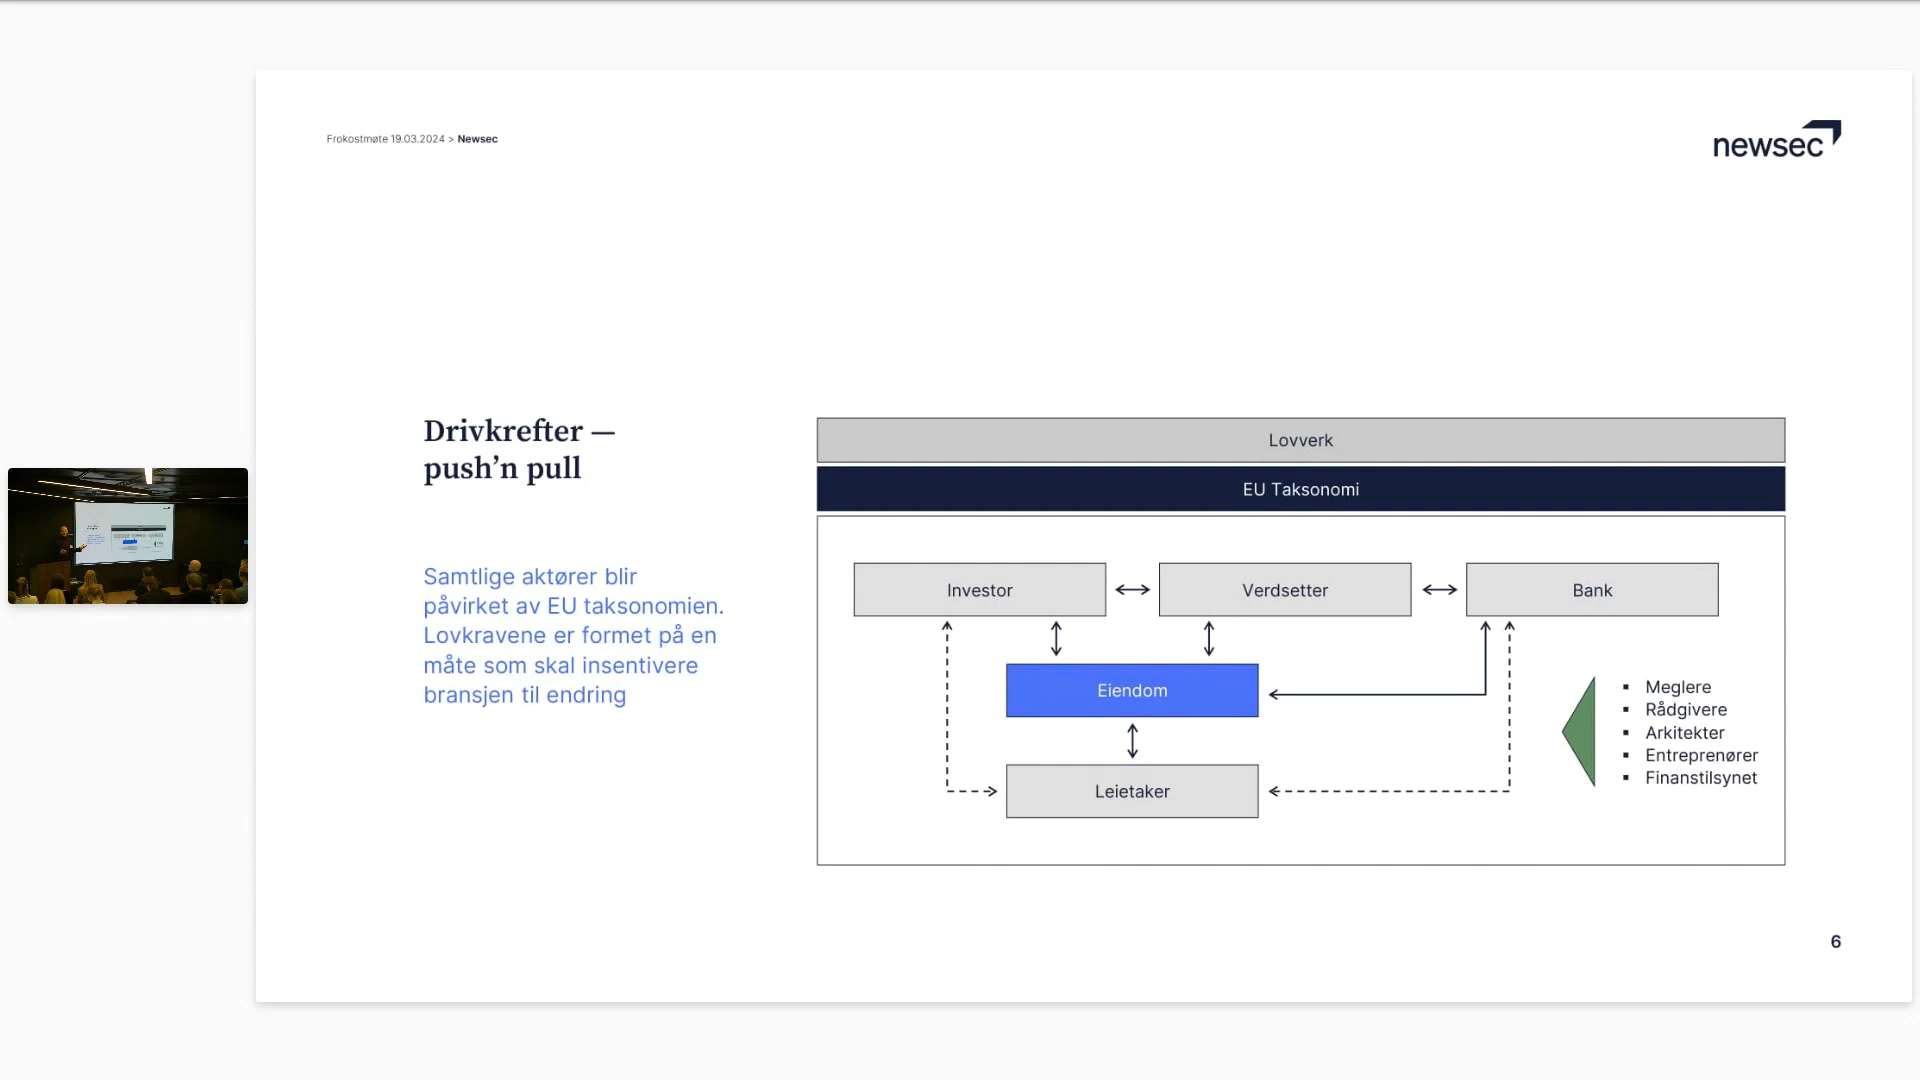 Frokostmøte 19.03.2024 > Newsec
newsec
Drivkrefter —
push’n pull
Samtlige aktører blir
påvirket av EU taksonomien.
Lovkravene er formet på en
måte som skal insentivere
bransjen til endring
Lovverk
EU Taksonomi
Investor
Verdsetter
Bank
Eiendom
Leietaker
▪ Meglere
▪ Rådgivere
▪ Arkitekter
▪ Entreprenører
▪ Finanstilsynet
6